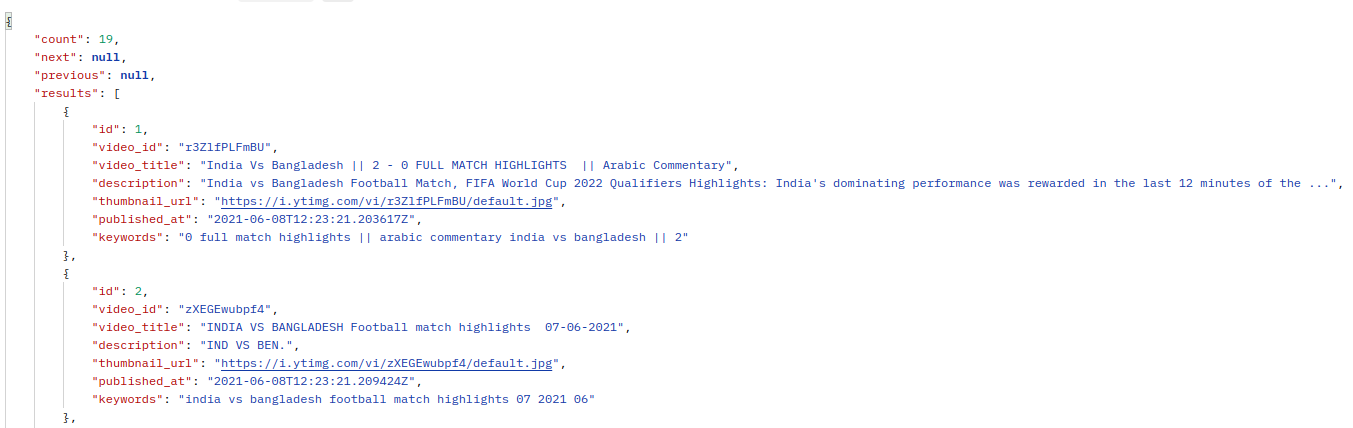 {
"count": 19,
"next": null,
"previous": null,
"results": [
{
"id": 1,
"video_id": "r3ZlfPLFmBU",
"video_title": "India Vs Bangladesh || 2 - 0 FULL MATCH HIGHLIGHTS  || Arabic Commentary",
"description": "India vs Bangladesh Football Match, FIFA World Cup 2022 Qualifiers Highlights: India's dominating performance was rewarded in the last 12 minutes of the ...",
"thumbnail_url": "https://i.ytimg.com/vi/r3ZlfPLFmBU/default.jpg",
"published_at": "2021-06-08T12:23:21.203617Z",
"keywords": "0 full match highlights || arabic commentary india vs bangladesh || 2"
},
{
"id": 2,
"video_id": "zXEGEwubpf4",
"video_title": "INDIA VS BANGLADESH Football match highlights  07-06-2021",
"description": "IND VS BEN.",
"thumbnail_url": "https://i.ytimg.com/vi/zXEGEwubpf4/default.jpg",
"published_at": "2021-06-08T12:23:21.209424Z",
"keywords": "india vs bangladesh football match highlights 07 2021 06"
},